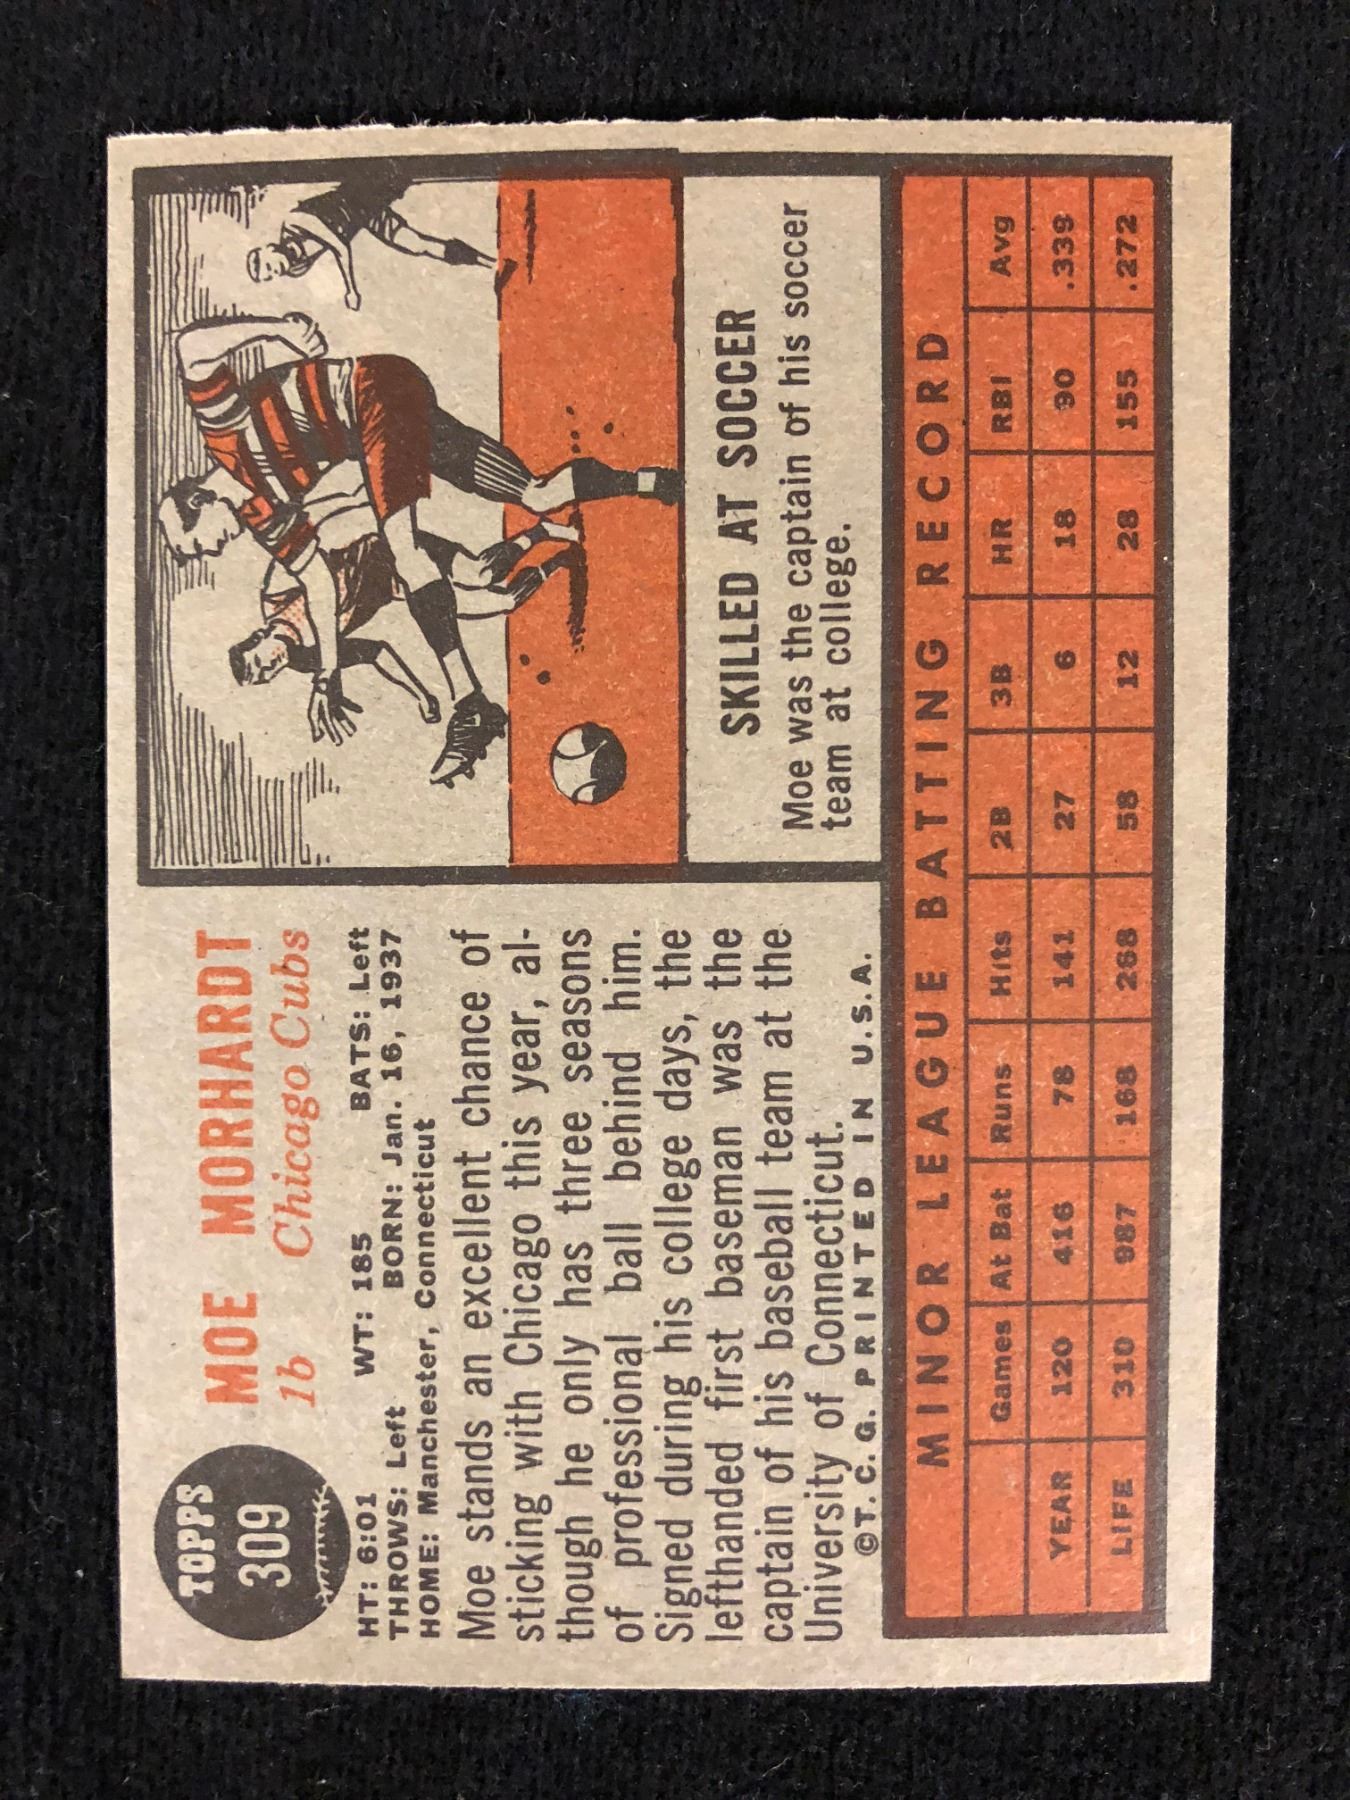 TOPPS
309
MOE MORHARDT
1b Chicago Cubs
HT: 6:01 WT: 185 BATS: Left
THROWS: Left BORN: Jan. 16, 1937
HOME: Manchester, Connecticut
Moe stands an excellent chance of
sticking with Chicago this year, al-
though he only has three seasons
of professional ball behind him.
Signed during his college days, the
lefthanded first baseman was the
captain of his baseball team at the
University of Connecticut.
©T.C.G. PRINTED IN U.S.A.
SKILLED AT SOCCER
Moe was the captain of his soccer
team at college.
MINOR LEAGUE BATTING RECORD
Games At Bat Runs Hits 2B 3B HR RBI Avg
YEAR 120 416 78 141 27 6 18 90 .339
LIFE 310 987 168 268 58 12 28 155 .272